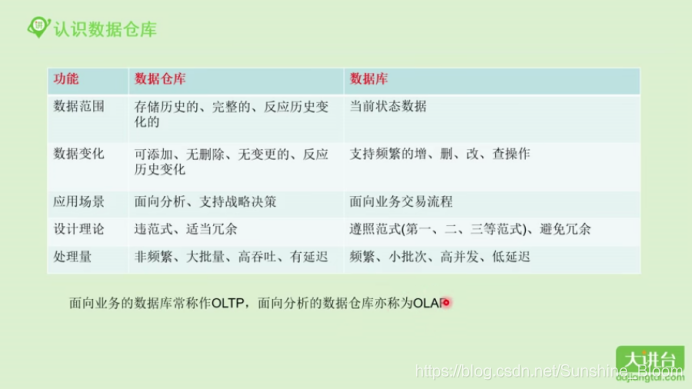 认识数据仓库
功能 数据仓库 数据库
数据范围 存储历史的、完整的、反应历史变 当前状态数据
化的
数据变化 可添加、无删除、无变更的、反应 支持频繁的增、删、改、查操作
历史变化
应用场景 面向分析、支持战略决策 面向业务交易流程
设计理论 违范式、适当冗余 遵照范式(第一、二、三等范式)、避免冗余
处理量 非频繁、大批量、高吞吐、有延迟 频繁、小批次、高并发、低延迟
面向业务的数据库常称作OLTP，面向分析的数据仓库亦称为OLAP
大讲台
https://blog.csdn.net/Sunshine_Bloom